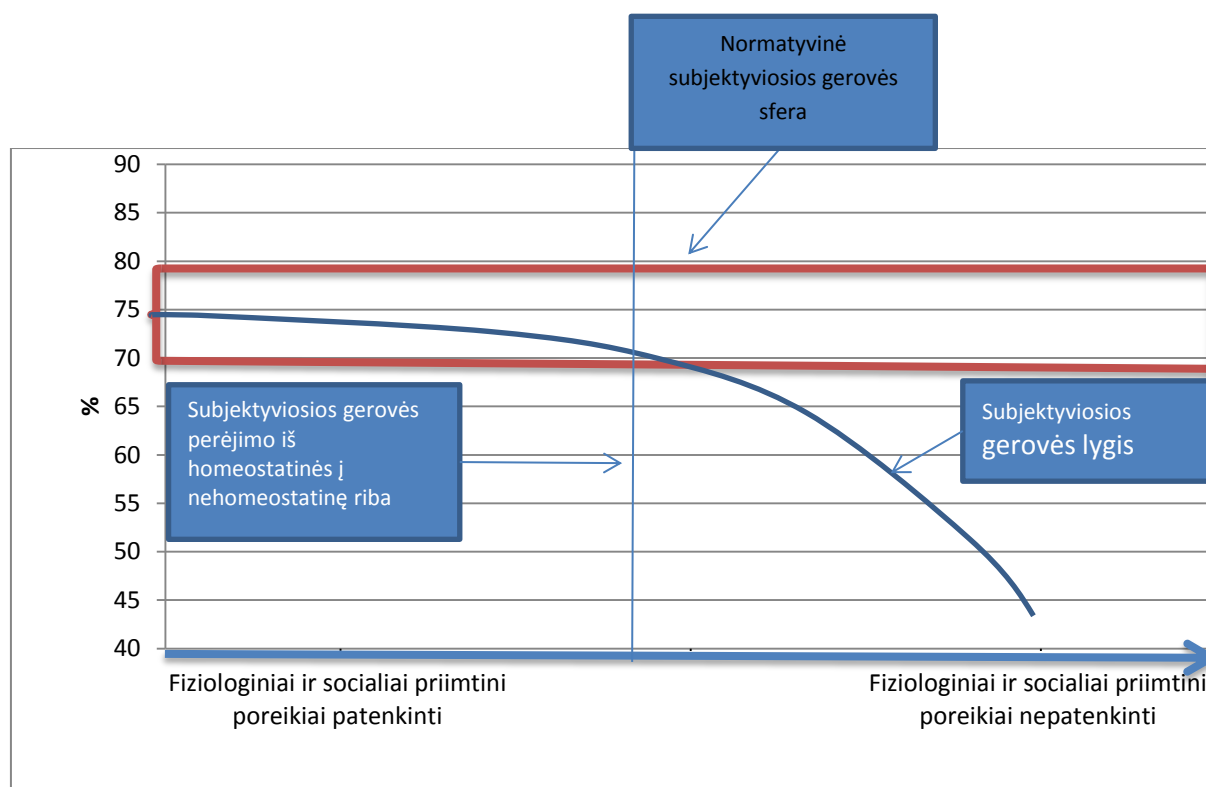 Normatyvinė
subjektyviosios gerovės
sfera
90
85
80
75
70
65
60
55
50
45
40
%
Subjektyviosios gerovės
perėjimo iš
homeostatinės į
nehomeostatinę riba
Subjektyviosios
gerovės lygis
Fiziologiniai ir socialiai priimtini
poreikiai patenkinti
Fiziologiniai ir socialiai priimtini
poreikiai nepatenkinti